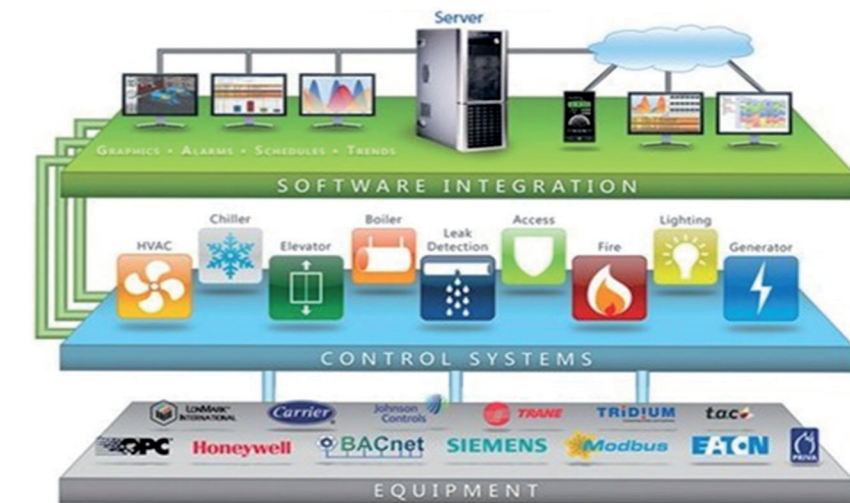 Server
GRAPHICS • ALARMS • SCHEDULES • TRENDS
SOFTWARE INTEGRATION
Chiller
Boiler
Access
Lighting
HVAC
Elevator
Leak
Detection
Fire
Generator
CONTROL SYSTEMS
LONMARK INTERNATIONAL
Carrier
Johnson Controls
TRANE
TRIDIUM
tac
OPC
Honeywell
BACnet
SIEMENS
Modbus
EATON
PRIVA
EQUIPMENT